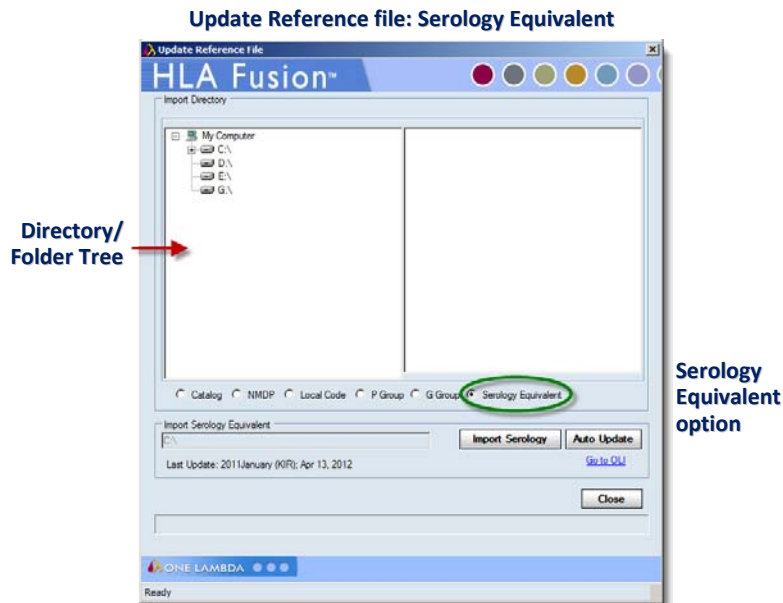 Update Reference file: Serology Equivalent
Update Reference File
HLA Fusion™
Import Directory
My Computer
C:\
D:\
E:\
G:\
Directory/
Folder Tree
Catalog NMDP Local Code P Group G Group Serology Equivalent
Serology
Equivalent
option
Import Serology Equivalent
C:\ Import Serology Auto Update
Last Update: 2011January (KIR); Apr 13, 2012 Go to OLI
Close
ONE LAMBDA
Ready